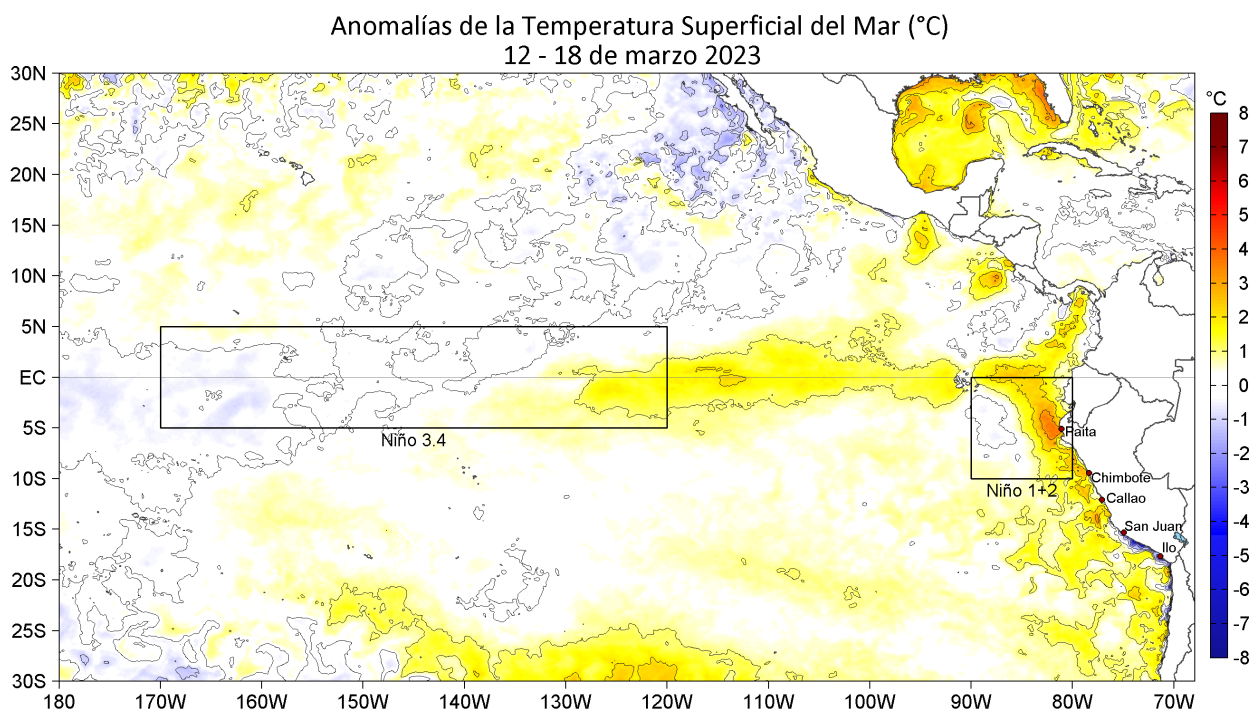 Anomalías de la Temperatura Superficial del Mar (°C)
12 - 18 de marzo 2023
30N
25N
20N
15N
10N
5N
EC
5S
10S
15S
20S
25S
30S
180
170W
160W
150W
140W
130W
120W
110W
100W
90W
80W
70W
Niño 3.4
Niño 1+2
Paita
Chimbote
Callao
San Juan
Ilo
°C
8
7
6
5
4
3
2
1
0
-1
-2
-3
-4
-5
-6
-7
-8